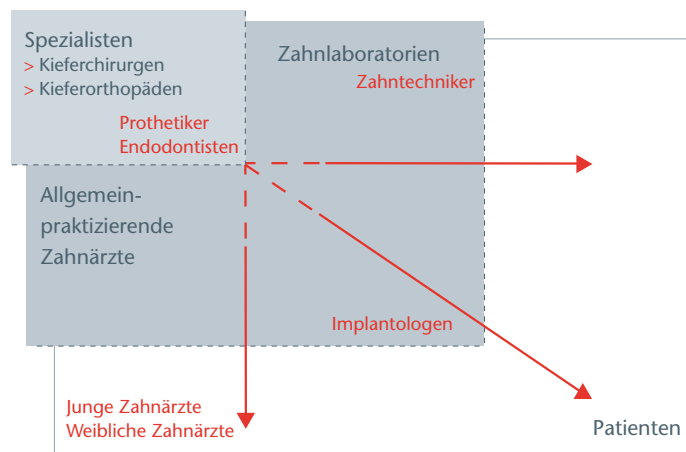 Spezialisten
> Kieferchirurgen
> Kieferorthopäden
Prothetiker
Endodontisten
Zahnlaboratorien
Zahntechniker
Allgemein-
praktizierende
Zahnärzte
Implantologen
Junge Zahnärzte
Weibliche Zahnärzte
Patienten